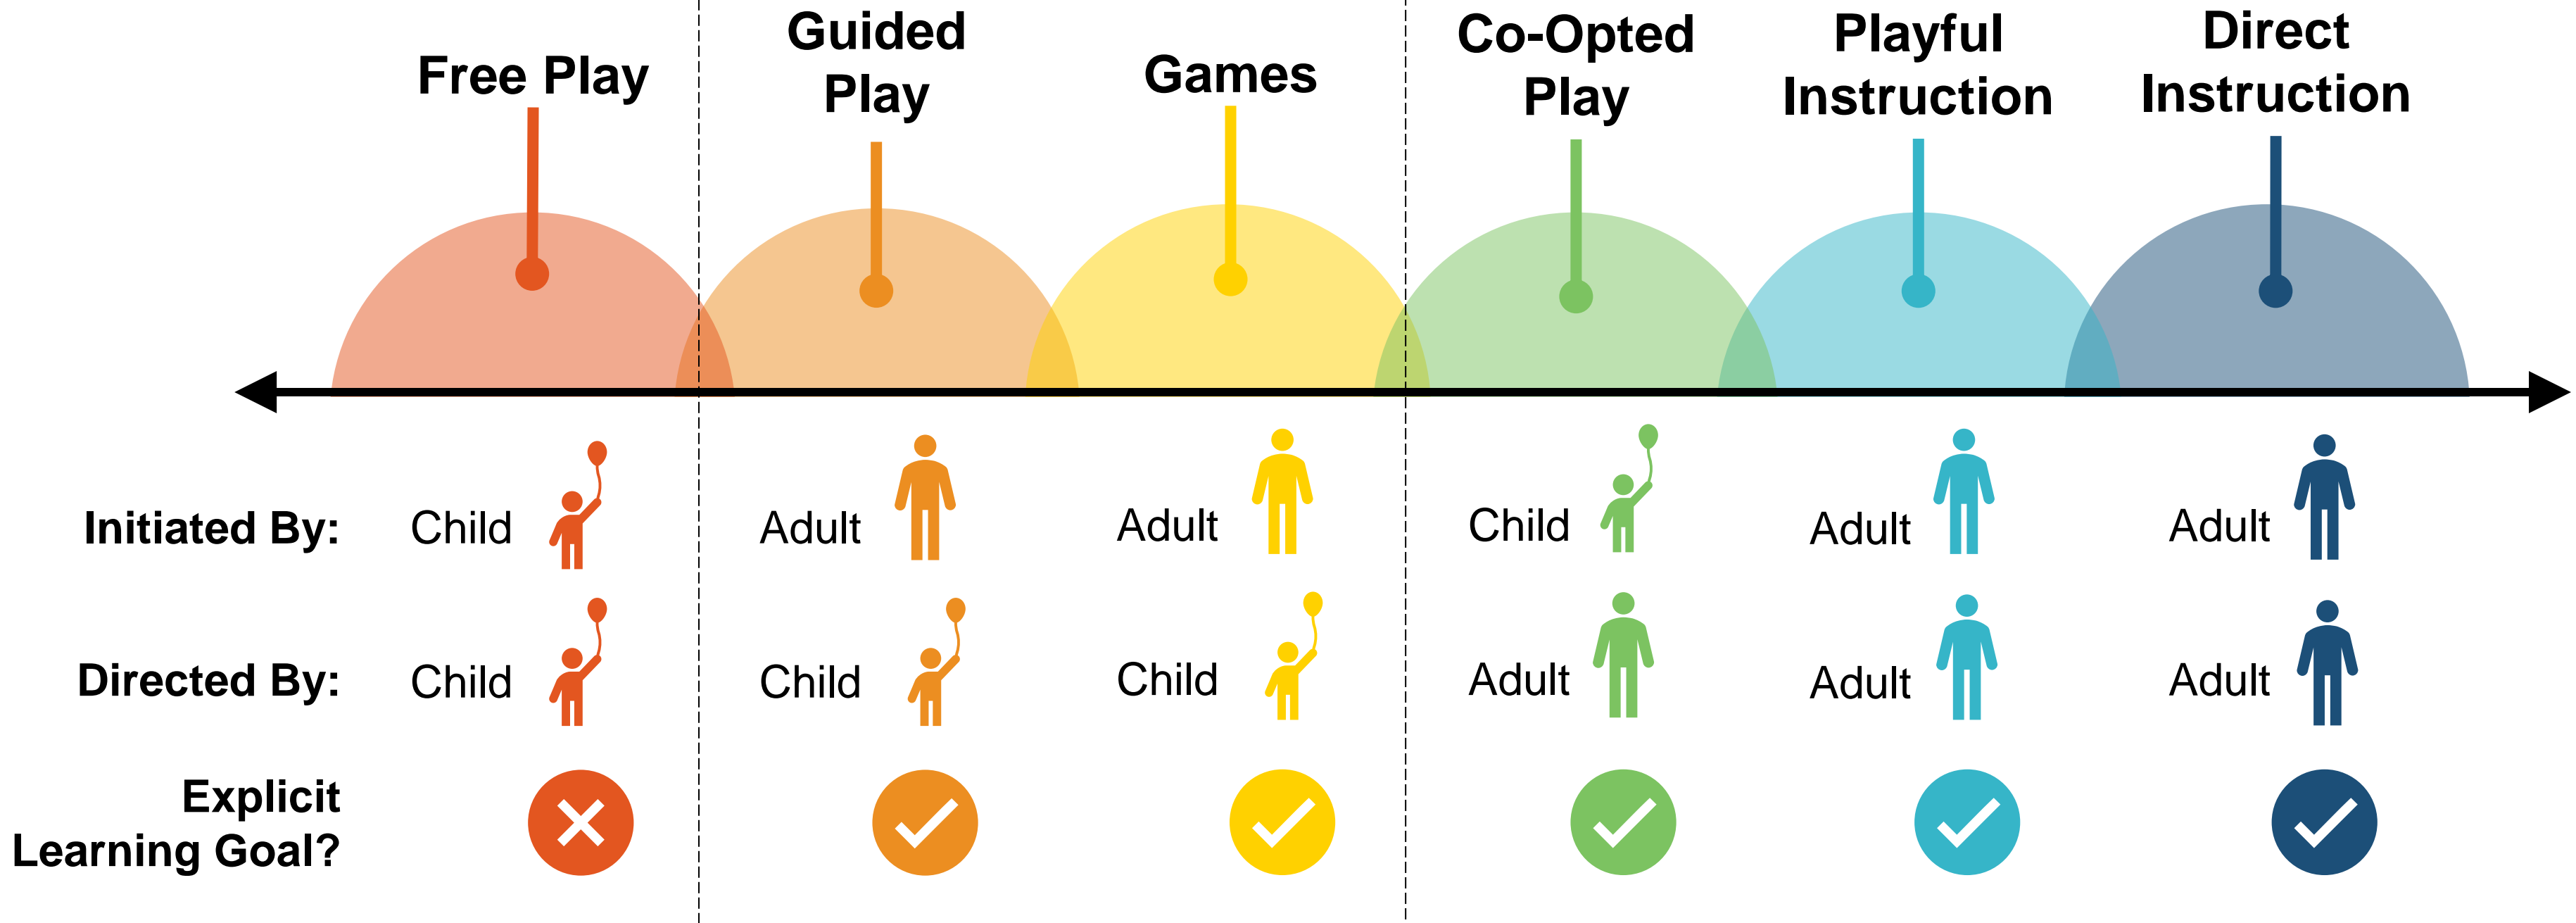 Free Play
Guided
Play
Games
Co-Opted
Play
Playful
Instruction
Direct
Instruction
Initiated By: Child Adult Adult Child Adult Adult
Directed By: Child Child Child Adult Adult Adult
Explicit
Learning Goal?